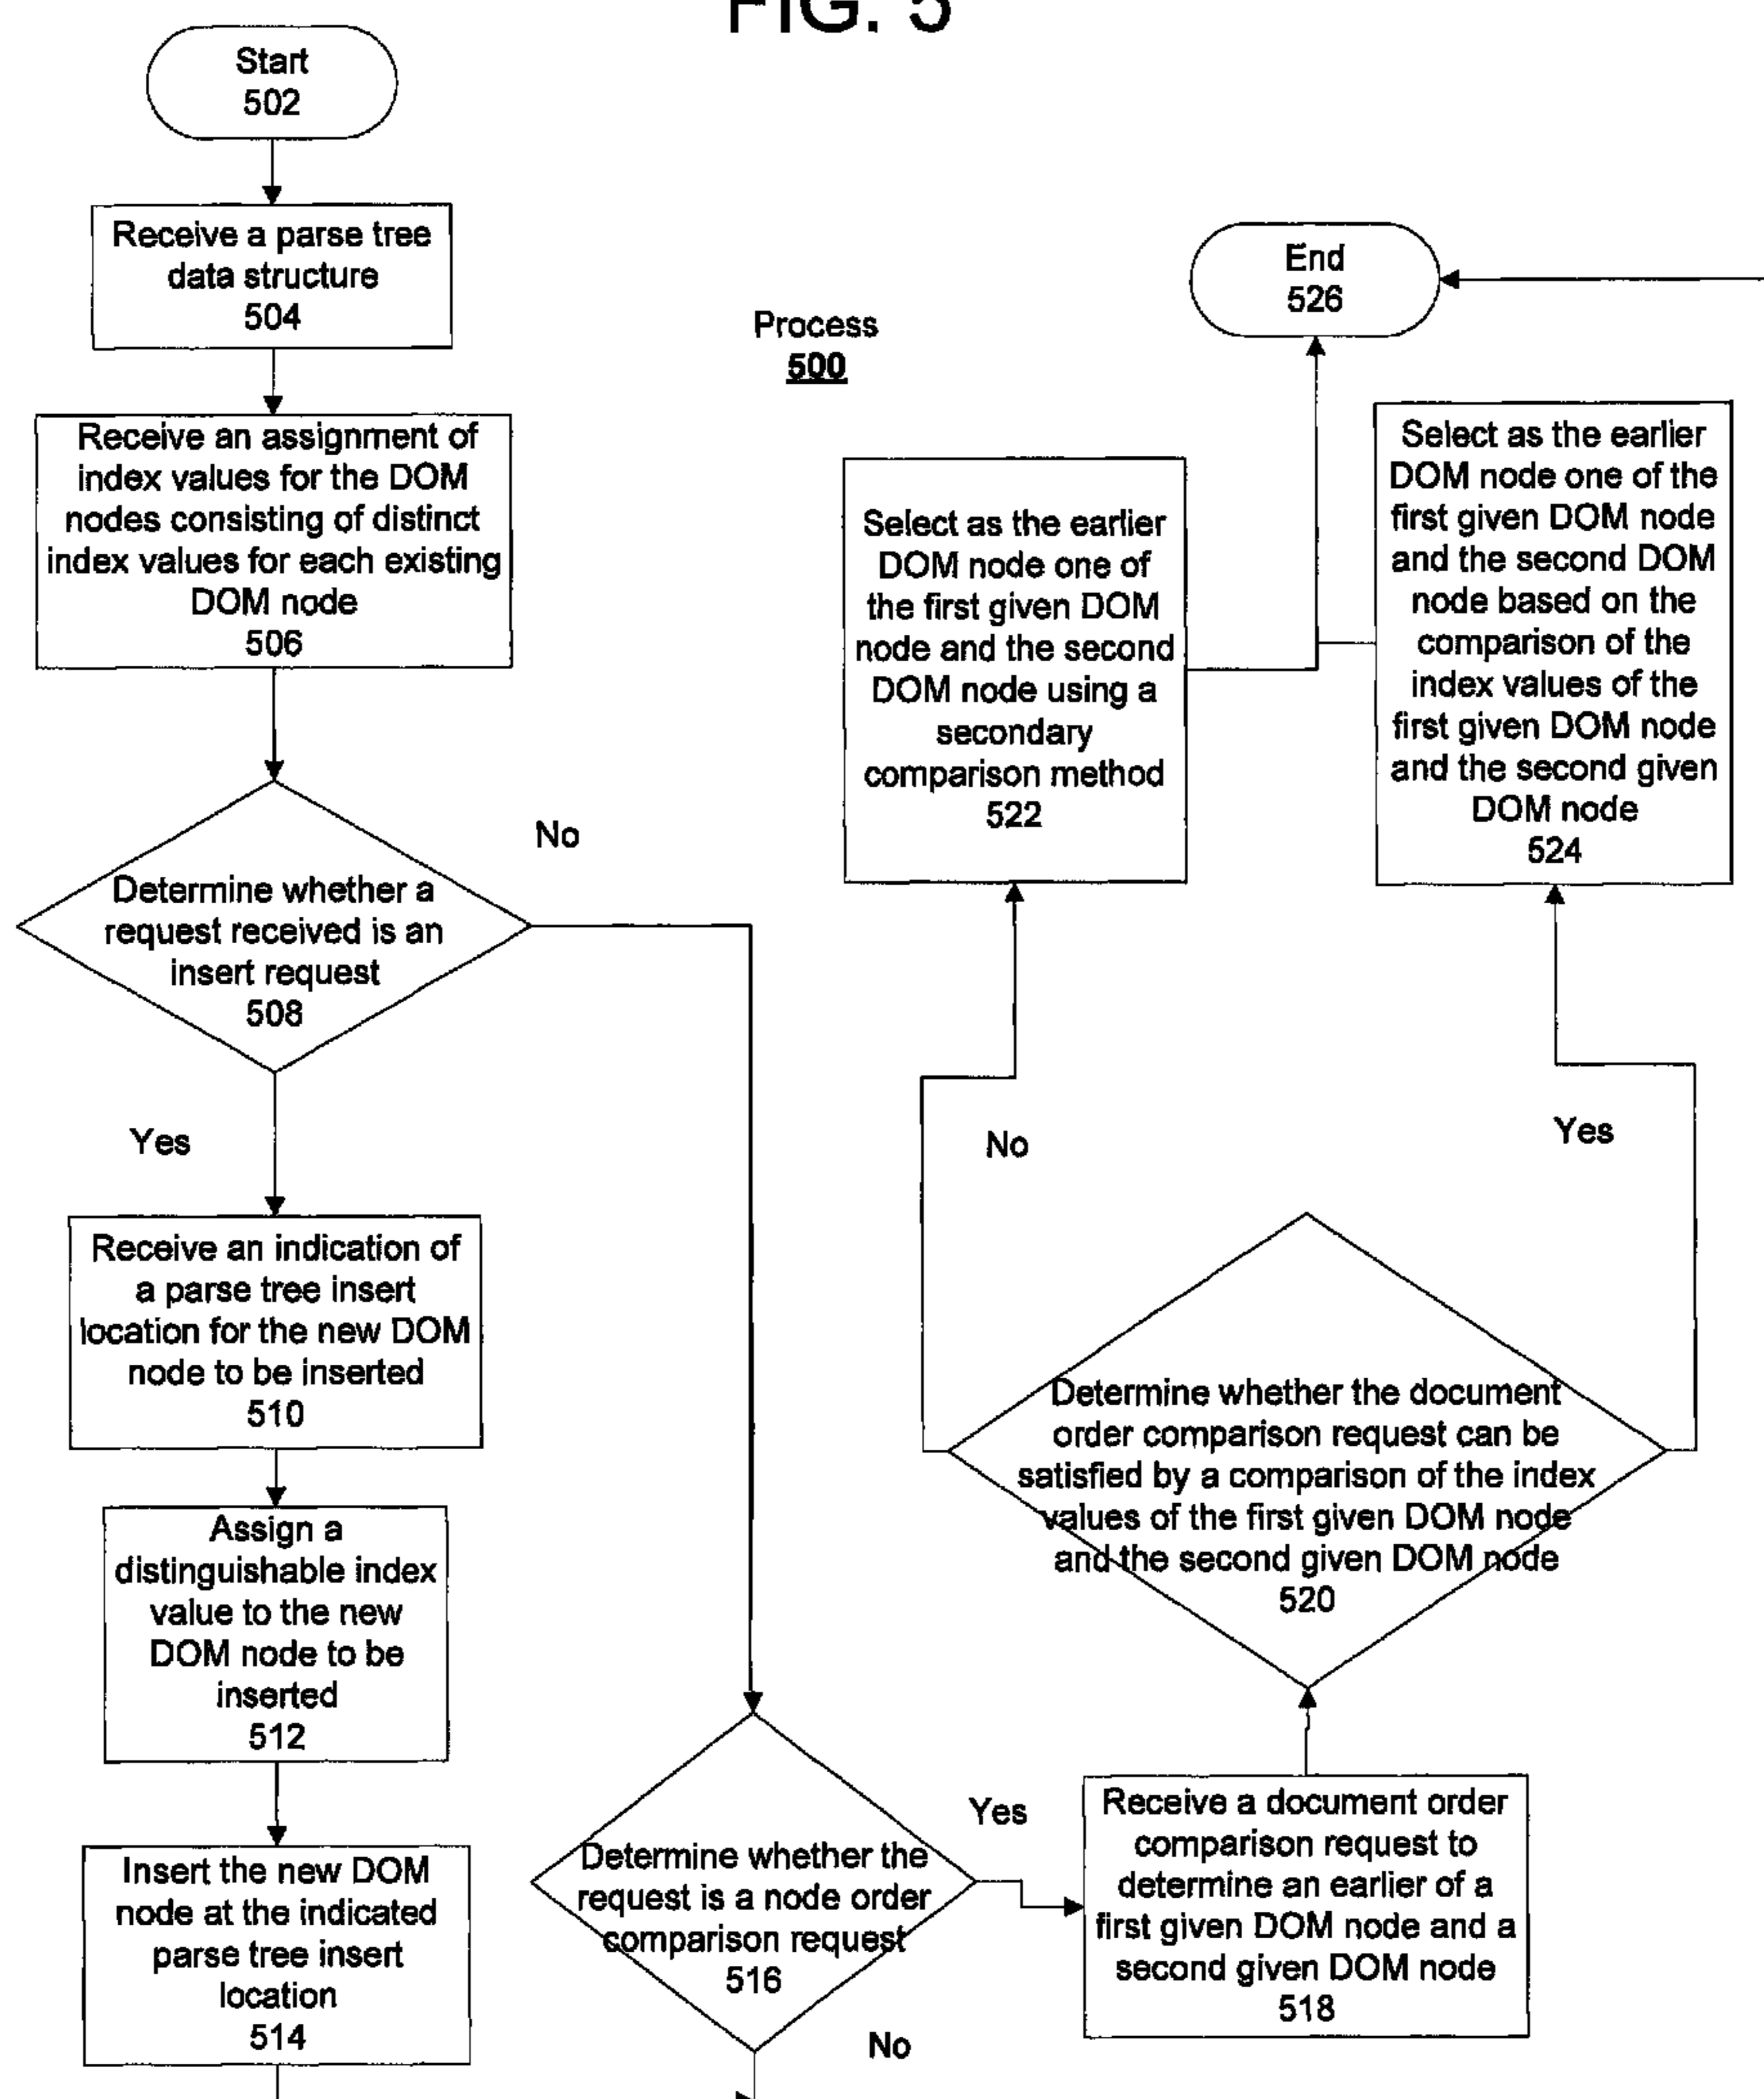 FIG. 5
Start
502
Receive a parse tree
data structure
504
Receive an assignment of
index values for the DOM
nodes consisting of distinct
index values for each existing
DOM node
506
Determine whether a
request received is an
insert request
508
No
Yes
Receive an indication of
a parse tree insert
location for the new DOM
node to be inserted
510
Assign a
distinguishable index
value to the new
DOM node to be
inserted
512
Insert the new DOM
node at the indicated
parse tree insert
location
514
Process
500
End
526
Select as the earlier
DOM node one of
the first given DOM
node and the second
DOM node using a
secondary
comparison method
522
Select as the earlier
DOM node one of the
first given DOM node
and the second DOM
node based on the
comparison of the
index values of the
first given DOM node
and the second given
DOM node
524
No
Yes
Determine whether the document
order comparison request can be
satisfied by a comparison of the index
values of the first given DOM node
and the second given DOM node
520
Determine whether the
request is a node order
comparison request
516
Yes
No
Receive a document order
comparison request to
determine an earlier of a
first given DOM node and a
second given DOM node
518